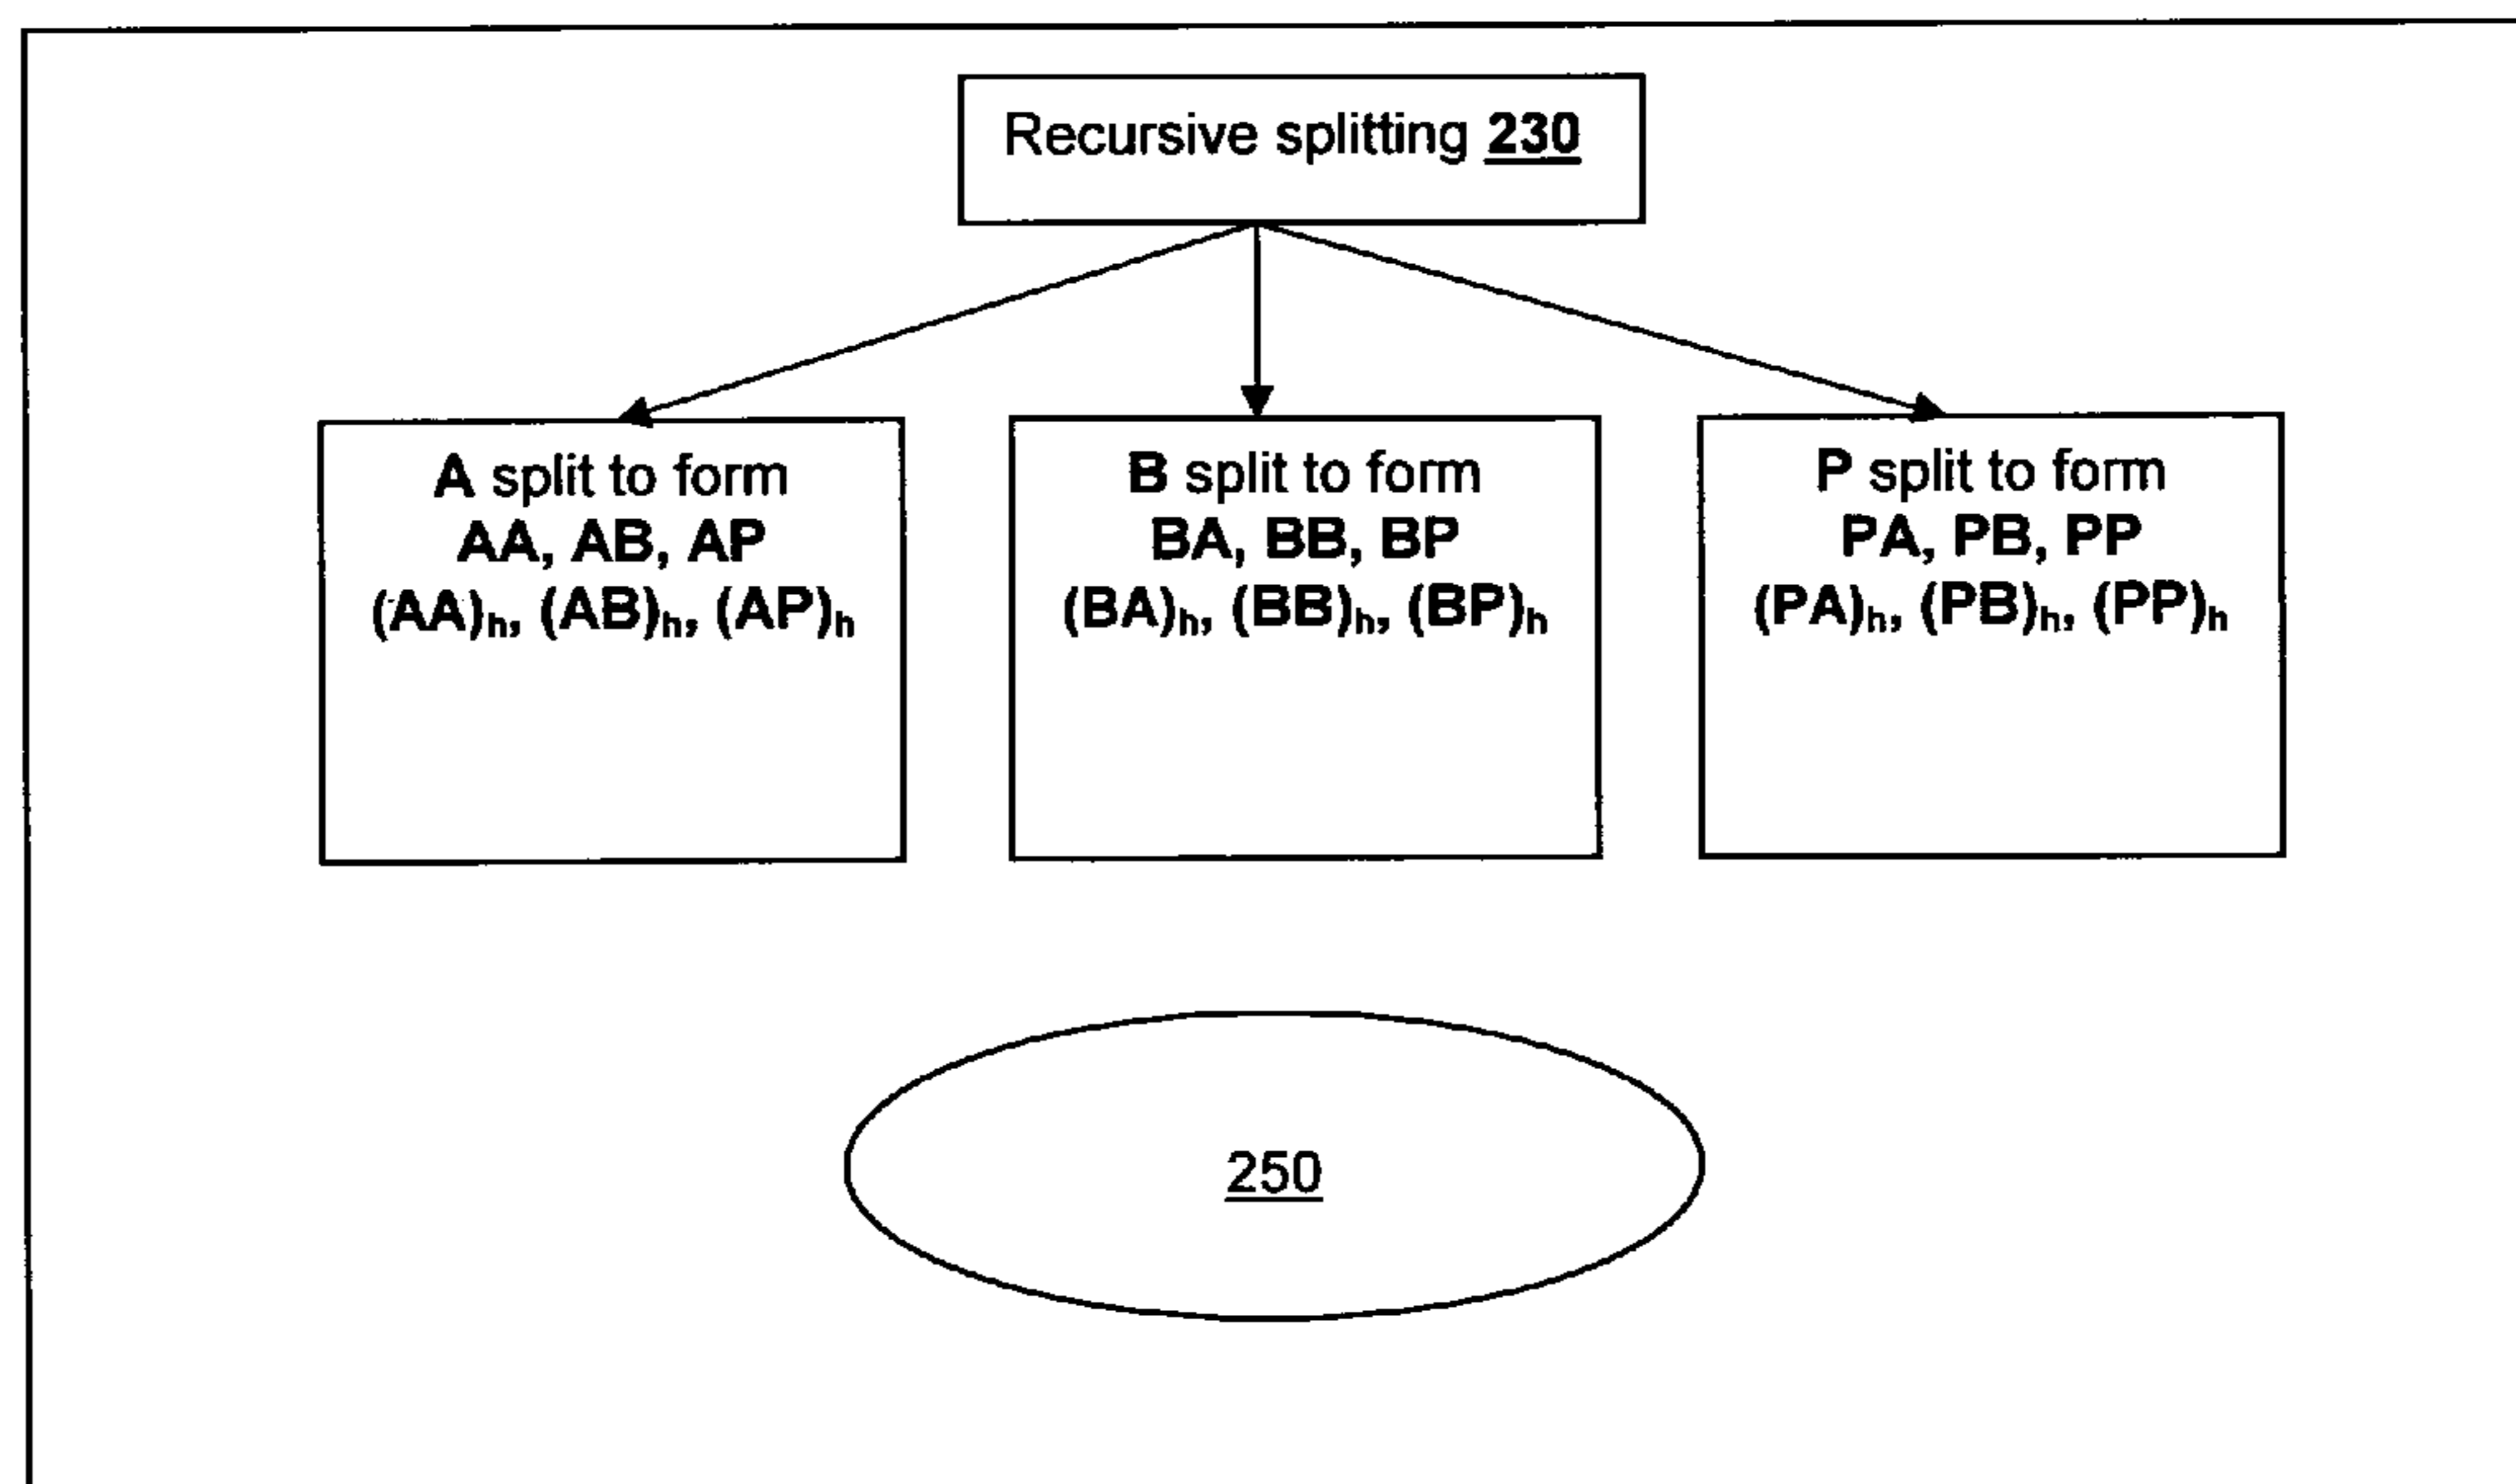 Recursive splitting 230
A split to form
AA, AB, AP
(AA)h, (AB)h, (AP)h
B split to form
BA, BB, BP
(BA)h, (BB)h, (BP)h
P split to form
PA, PB, PP
(PA)h, (PB)h, (PP)h
250